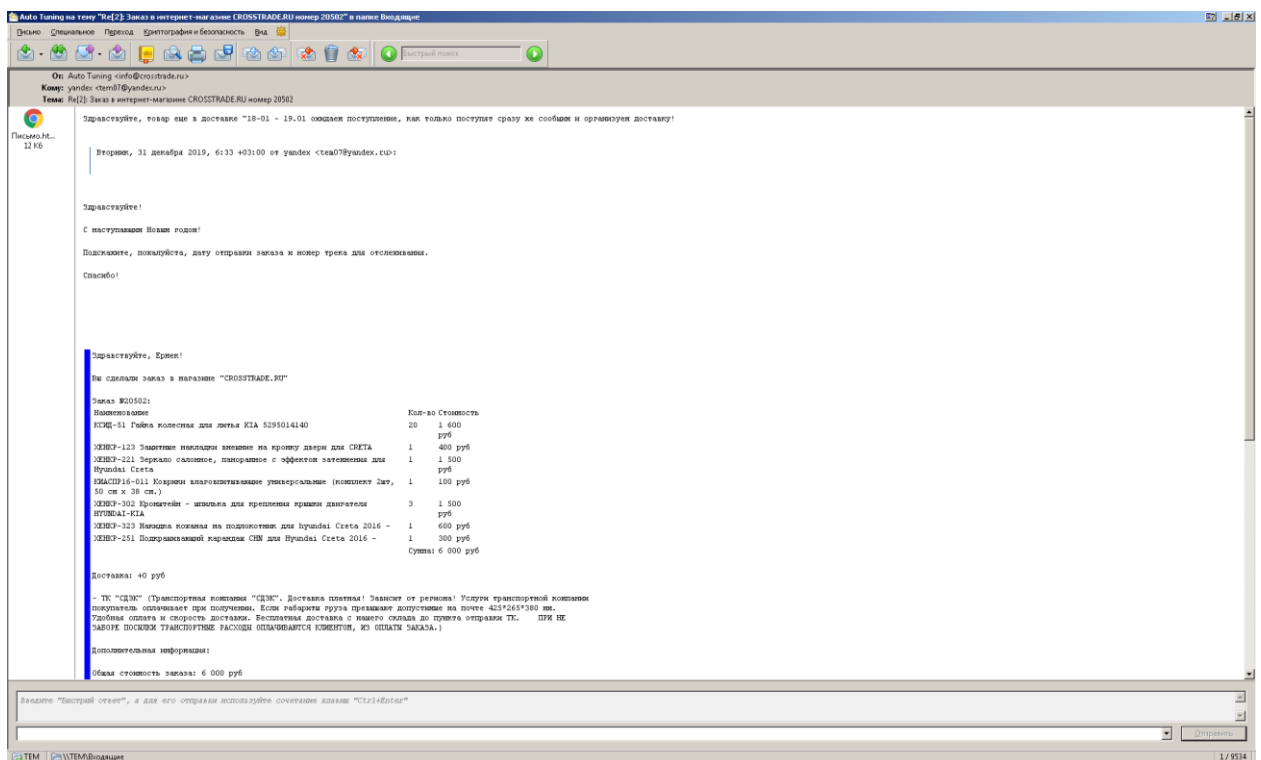 Auto Tuning на тему "Re[2]: Заказ в интернет-магазине CROSSTRADE.RU номер 20502" в папке Входящие
Письмо Специальное Переход Криптография и безопасность Вид
Быстрый поиск
От: Auto Tuning <info@crosstrade.ru>
Кому: yandex <tem07@yandex.ru>
Тема: Re[2]: Заказ в интернет-магазине CROSSTRADE.RU номер 20502
Письмо.ht...
12 Кб
Здравствуйте, товар еще в доставке ~18-01 - 19.01 ожидаем поступление, как только поступят сразу же сообщим и организуем доставку!
Вторник, 31 декабря 2019, 6:33 +03:00 от yandex <tem07@yandex.ru>:
Здравствуйте!
С наступающим Новым годом!
Подскажите, пожалуйста, дату отправки заказа и номер трека для отслеживания.
Спасибо!
Здравствуйте, Ермек!
Вы сделали заказ в магазине "CROSSTRADE.RU"
Заказ №20502:
Наименование Кол-во Стоимость
КСИД-51 Гайка колесная для литья KIA 5295014140 20 1 600
руб
ХЕНКР-123 Защитные накладки внешние на кромку двери для CRETA 1 400 руб
ХЕНКР-221 Зеркало салонное, панорамное с эффектом затемнения для 1 1 500
Hyundai Creta руб
КИАСПР16-011 Коврики влаговпитывающие универсальные (комплект 2шт, 1 100 руб
50 см х 38 см.)
ХЕНКР-302 Кронштейн - шпилька для крепления крышки двигателя 3 1 500
HYUNDAI-KIA руб
ХЕНКР-323 Накидка кожаная на подлокотник для hyundai Creta 2016 - 1 600 руб
ХЕНКР-251 Подкрашивающий карандаш CHN для Hyundai Creta 2016 - 1 300 руб
Сумма: 6 000 руб
Доставка: +0 руб
- ТК "СДЭК" (Транспортная компания "СДЭК". Доставка платная! Зависит от региона! Услуги транспортной компании
покупатель оплачивает при получении. Если габариты груза превышают допустимые на почте 425*265*380 мм.
Удобная оплата и скорость доставки. Бесплатная доставка с нашего склада до пункта отправки ТК. ПРИ НЕ
ЗАБОРЕ ПОСЫЛКИ ТРАНСПОРТНЫЕ РАСХОДЫ ОПЛАЧИВАЮТСЯ КЛИЕНТОМ, ИЗ ОПЛАТЫ ЗАКАЗА.)
Дополнительная информация:
Общая стоимость заказа: 6 000 руб
Введите "Быстрый ответ", а для его отправки используйте сочетание клавиш "Ctrl+Enter"
Отправить
TEM \\TEM\Входящие 1 / 9534